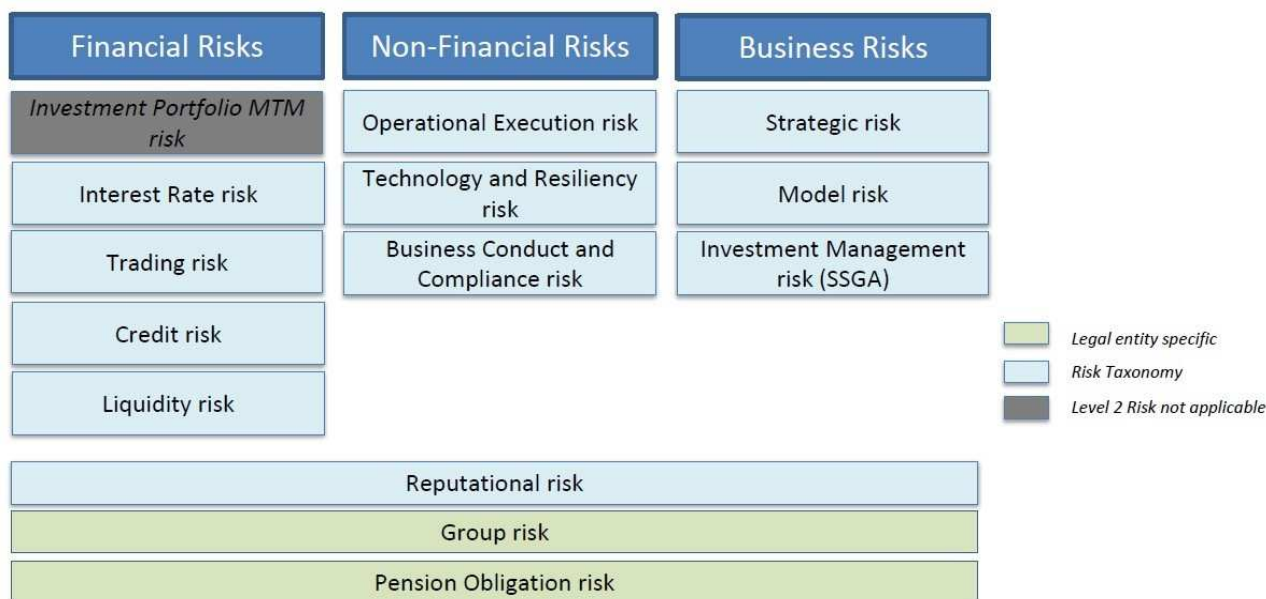 Financial Risks
Non-Financial Risks
Business Risks
Investment Portfolio MTM
risk
Operational Execution risk
Strategic risk
Interest Rate risk
Technology and Resiliency
risk
Model risk
Trading risk
Business Conduct and
Compliance risk
Investment Management
risk (SSGA)
Credit risk
Liquidity risk
Legal entity specific
Risk Taxonomy
Level 2 Risk not applicable
Reputational risk
Group risk
Pension Obligation risk